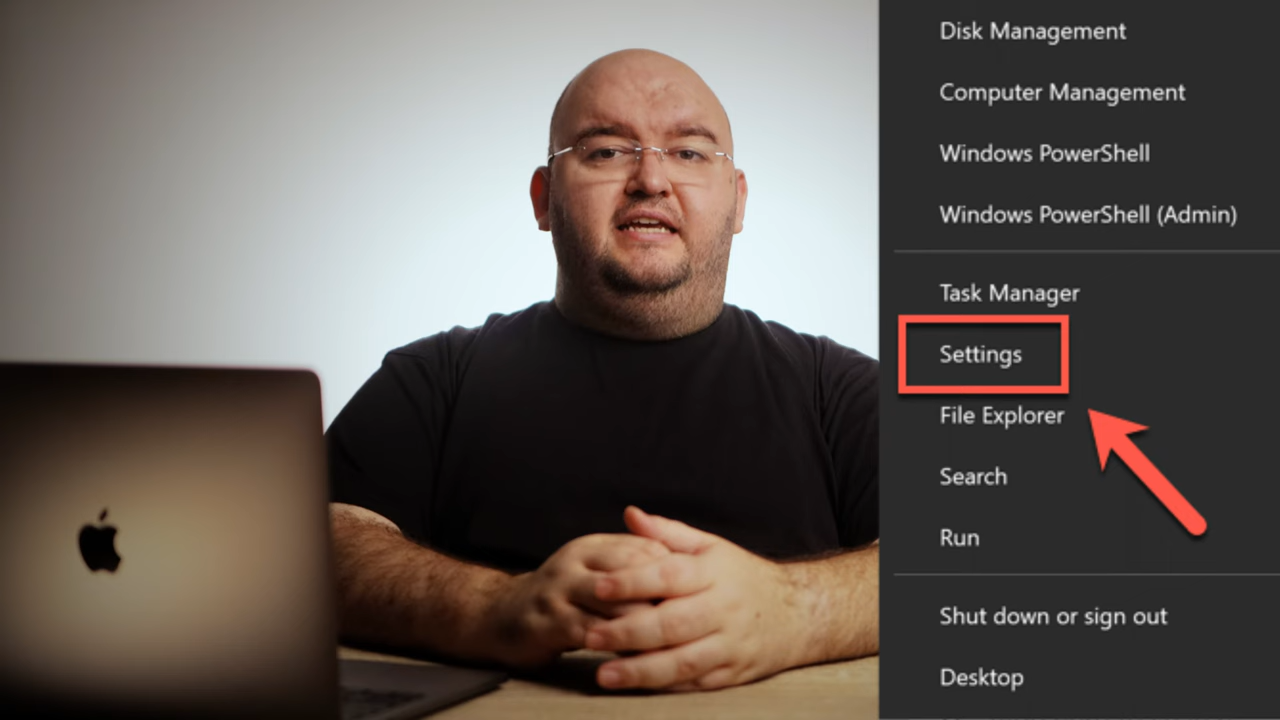 Disk Management
Computer Management
Windows PowerShell
Windows PowerShell (Admin)
Task Manager
Settings
File Explorer
Search
Run
Shut down or sign out
Desktop